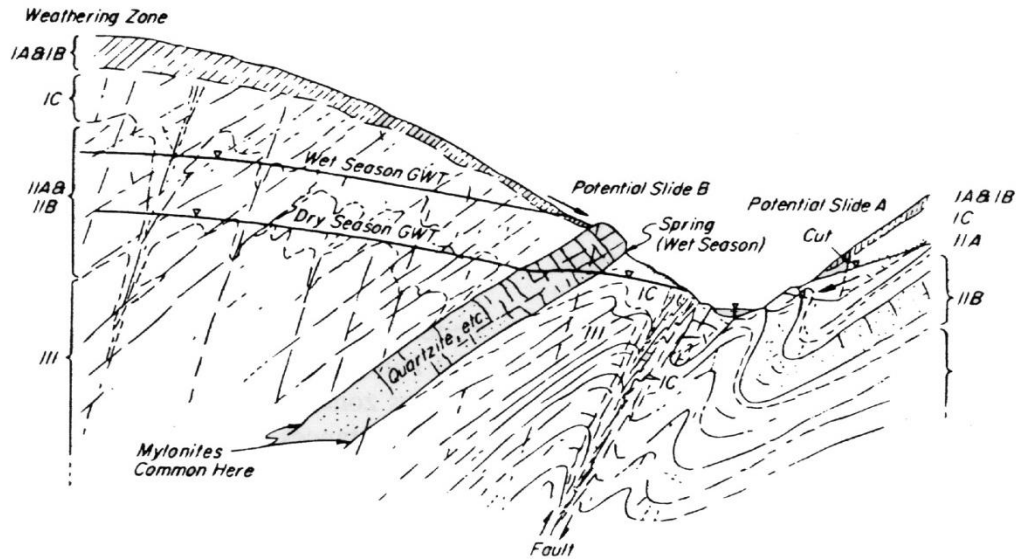 Weathering Zone
IA&IB
IC
IIA&
IIB
III
Wet Season GWT
Dry Season GWT
Potential Slide B
Spring
(Wet Season)
Potential Slide A
Cut
IA&IB
IC
IIA
IIB
IC
III
IC
Quartzite, etc.
Mylonites
Common Here
Fault